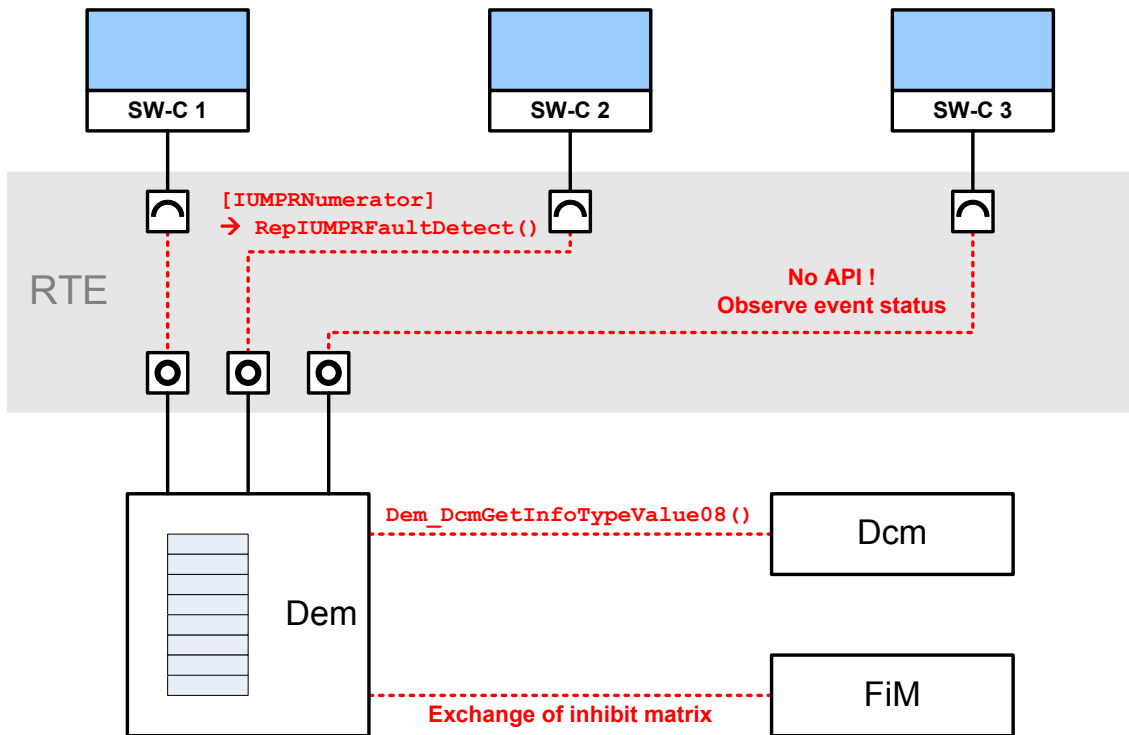 SW-C 1
SW-C 2
SW-C 3
[IUMPRNumerator]
→ RepIUMPRFaultDetect()
No API !
Observe event status
RTE
Dem_DcmGetInfoTypeValue08()
Dcm
Dem
FiM
Exchange of inhibit matrix